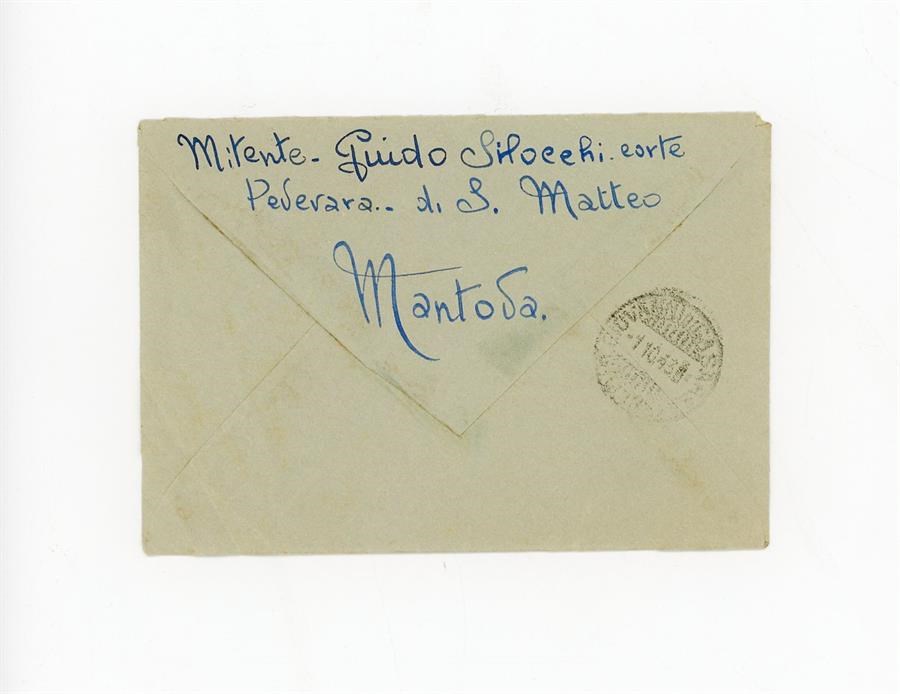 Mitente - Guido Silocchi - corte
Peverara.. di S. Matteo
Mantova.